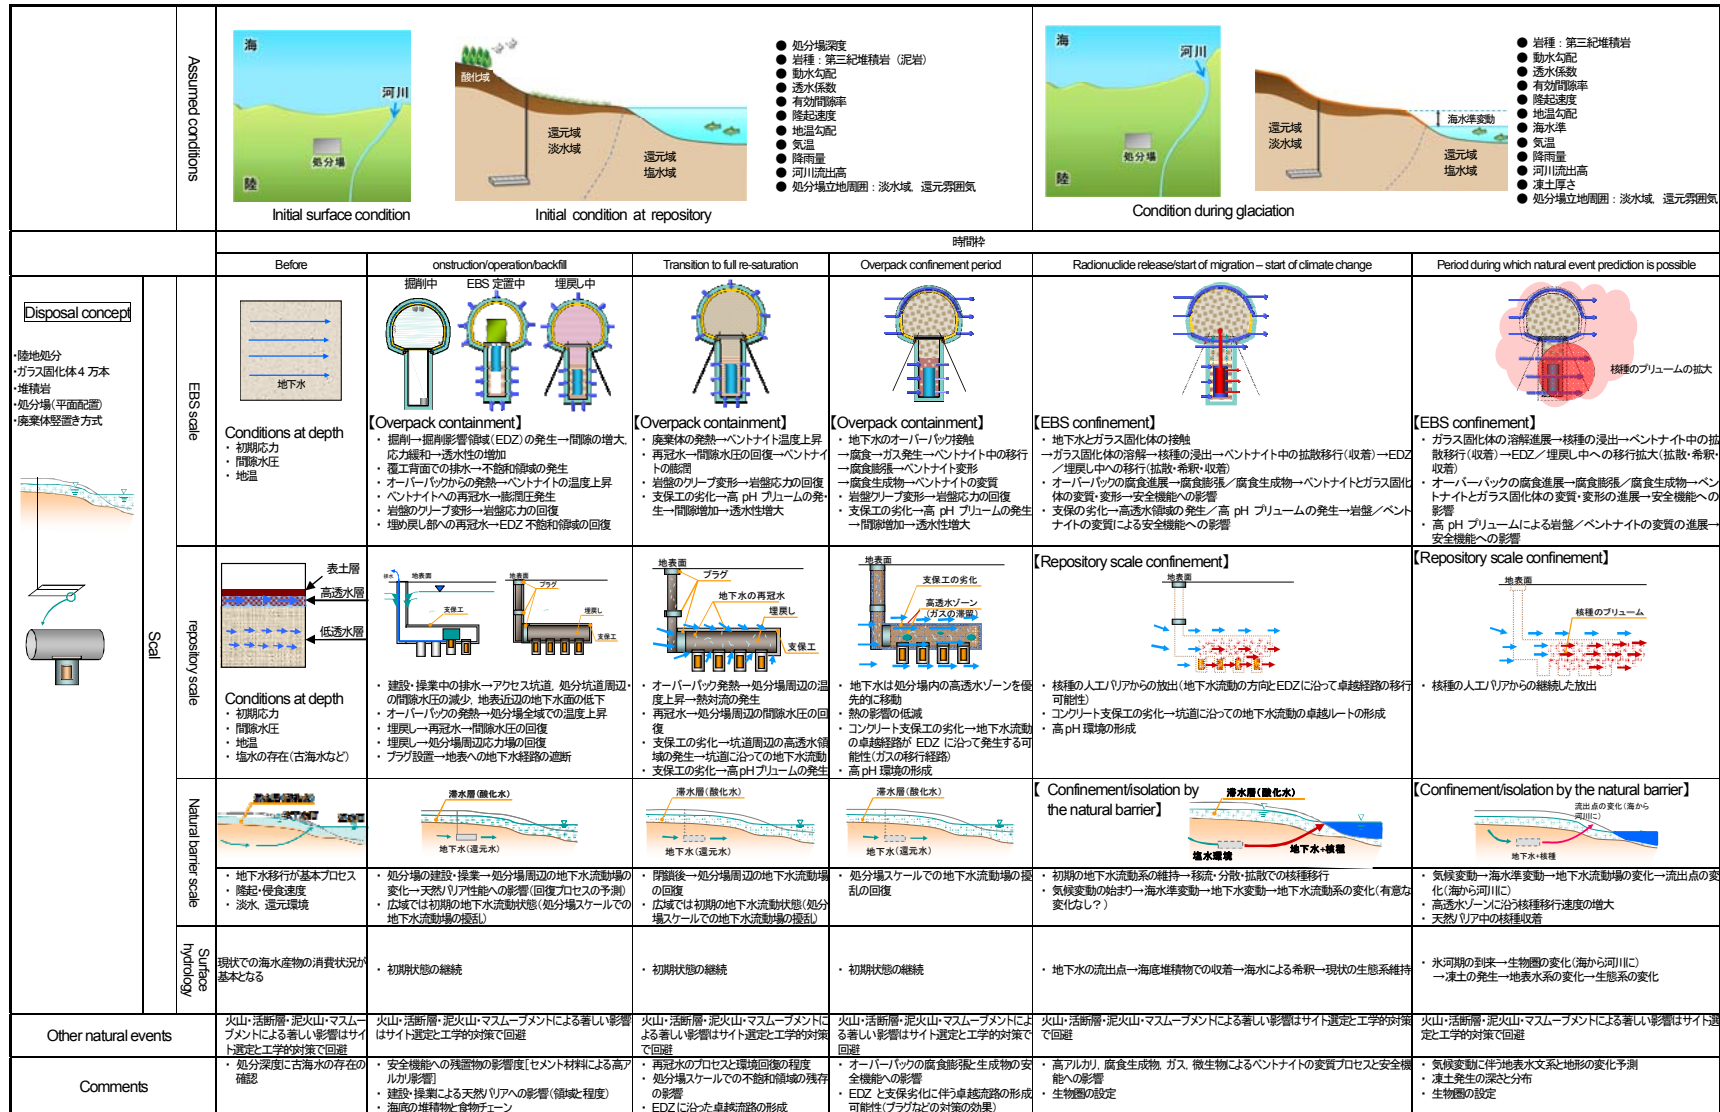 Assumed conditions
海
河川
処分場
陸
Initial surface condition
酸化域
還元域
淡水域
還元域
塩水域
Initial condition at repository
● 処分場深度
● 岩種：第三紀堆積岩（泥岩）
● 動水勾配
● 透水係数
● 有効間隙率
● 隆起速度
● 地温勾配
● 気温
● 降雨量
● 河川流出高
● 処分場立地周囲：淡水域，還元雰囲気
海
河川
処分場
陸
Condition during glaciation
海水準変動
還元域
淡水域
還元域
塩水域
● 岩種：第三紀堆積岩
● 動水勾配
● 透水係数
● 有効間隙率
● 隆起速度
● 地温勾配
● 海水準
● 気温
● 降雨量
● 河川流出高
● 凍土厚さ
● 処分場立地周囲：淡水域，還元雰囲気
時間枠
Before
onstruction/operation/backfill
Transition to full re-saturation
Overpack confinement period
Radionuclide release/start of migration – start of climate change
Period during which natural event prediction is possible
Disposal concept
・陸地処分
・ガラス固化体４万本
・堆積岩
・処分場(平面配置)
・廃棄体竪置き方式
Scal
EBS scale
地下水
Conditions at depth
・ 初期応力
・ 間隙水圧
・ 地温
掘削中
EBS 定置中
埋戻し中
【Overpack containment】
・ 掘削→掘削影響領域(EDZ)の発生→間隙の増大，
応力緩和→透水性の増加
・ 覆工背面での排水→不飽和領域の発生
・ オーバーパックからの発熱→ベントナイトの温度上昇
・ ベントナイトへの再冠水→膨潤圧発生
・ 岩盤のクリープ変形→岩盤応力の回復
・ 埋め戻し部への再冠水→EDZ 不飽和領域の回復
【Overpack containment】
・ 廃棄体の発熱→ベントナイト温度上昇
・ 再冠水→間隙水圧の回復→ベントナイ
トの膨潤
・ 岩盤のクリープ変形→岩盤応力の回復
・ 支保工の劣化→高 pH プリュームの発
生→間隙増加→透水性増大
【Overpack containment】
・ 地下水のオーバーパック接触
→腐食→ガス発生→ベントナイト中の移行
→腐食膨張→ベントナイト変形
→腐食生成物→ベントナイトの変質
・ 岩盤クリープ変形→岩盤応力の回復
・ 支保工の劣化→高 pH プリュームの発生
→間隙増加→透水性増大
【EBS confinement】
・ 地下水とガラス固化体の接触
→ガラス固化体の溶解→核種の浸出→ベントナイト中の拡散移行(収着)→EDZ
／埋戻し中への移行(拡散・希釈・収着)
・ オーバーパックの腐食進展→腐食膨張／腐食生成物→ベントナイトとガラス固化
体の変質・変形→安全機能への影響
・ 支保の劣化→高透水領域の発生／高 pH プリュームの発生→岩盤／ベント
ナイトの変質による安全機能への影響
核種のプリュームの拡大
【EBS confinement】
・ ガラス固化体の溶解進展→核種の浸出→ベントナイト中の拡
散移行(収着)→EDZ／埋戻し中への移行拡大(拡散・希釈・
収着)
・ オーバーパックの腐食進展→腐食膨張／腐食生成物→ベン
トナイトとガラス固化体の変質・変形の進展→安全機能への
影響
・ 高 pH プリュームによる岩盤／ベントナイトの変質の進展→
安全機能への影響
repository scale
表土層
高透水層
低透水層
Conditions at depth
・ 初期応力
・ 間隙水圧
・ 地温
・ 塩水の存在(古海水など)
排水
地表面
支保工
地表面
プラグ
埋戻し
支保工
・ 建設・操業中の排水→アクセス坑道，処分坑道周辺
の間隙水圧の減少，地表近辺の地下水面の低下
・ オーバーパックの発熱→処分場全域での温度上昇
・ 埋戻し→再冠水→間隙水圧の回復
・ 埋戻し→処分場周辺応力場の回復
・ プラグ設置→地表への地下水経路の遮断
地表面
プラグ
地下水の再冠水
埋戻し
支保工
・ オーバーパック発熱→処分場周辺の温
度上昇→熱対流の発生
・ 再冠水→処分場周辺の間隙水圧の回
復
・ 支保工の劣化→坑道周辺の高透水領
域の発生→坑道に沿っての地下水流動
・ 支保工の劣化→高pHプリュームの発生
地表面
支保工の劣化
高透水ゾーン
(ガスの滞留)
・ 地下水は処分場内の高透水ゾーンを優
先的に移動
・ 熱の影響の低減
・ コンクリート支保工の劣化→地下水流動
の卓越経路が EDZ に沿って発生する可
能性(ガスの移行経路)
・ 高 pH 環境の形成
【Repository scale confinement】
地表面
・ 核種の人工バリアからの放出(地下水流動の方向とEDZに沿って卓越経路の移行
可能性)
・ コンクリート支保工の劣化→坑道に沿っての地下水流動の卓越ルートの形成
・ 高 pH 環境の形成
【Repository scale confinement】
地表面
核種のプリューム
・ 核種の人工バリアからの継続した放出
Natural barrier scale
・ 地下水移行が基本プロセス
・ 隆起・侵食速度
・ 淡水，還元環境
滞水層(酸化水)
地下水(還元水)
・ 処分場の建設・操業→処分場周辺の地下水流動場の
変化→天然バリア性能への影響(回復プロセスの予測)
・ 広域では初期の地下水流動状態(処分場スケールでの
地下水流動場の擾乱)
滞水層(酸化水)
地下水(還元水)
・ 閉鎖後→処分場周辺の地下水流動場
の回復
・ 広域では初期の地下水流動状態(処分
場スケールでの地下水流動場の擾乱)
滞水層(酸化水)
地下水(還元水)
・ 処分場スケールでの地下水流動場の擾
乱の回復
【 Confinement/isolation by
the natural barrier】
滞水層(酸化水)
塩水環境
地下水+核種
・ 初期の地下水流動系の維持→移流・分散・拡散での核種移行
・ 気候変動の始まり→海水準変動→地下水変動→地下水流動系の変化(有意な
変化なし？)
【Confinement/isolation by the natural barrier】
流出点の変化(海から
河川に)
地下水+核種
・ 気候変動→海水準変動→地下水流動場の変化→流出点の変
化(海から河川に)
・ 高透水ゾーンに沿う核種移行速度の増大
・ 天然バリア中の核種収着
Surface
hydrology
現状での海水産物の消費状況が
基本となる
・ 初期状態の継続
・ 初期状態の継続
・ 初期状態の継続
・ 地下水の流出点→海底堆積物での収着→海水による希釈→現状の生態系維持
・ 氷河期の到来→生物圏の変化(海から河川に)
→凍土の発生→地表水系の変化→生態系の変化
Other natural events
火山・活断層・泥火山・マスムー
ブメントによる著しい影響はサイ
ト選定と工学的対策で回避
火山・活断層・泥火山・マスムーブメントによる著しい影響
はサイト選定と工学的対策で回避
火山・活断層・泥火山・マスムーブメントに
よる著しい影響はサイト選定と工学的対策
で回避
火山・活断層・泥火山・マスムーブメントによ
る著しい影響はサイト選定と工学的対策で
回避
火山・活断層・泥火山・マスムーブメントによる著しい影響はサイト選定と工学的対策
で回避
火山・活断層・泥火山・マスムーブメントによる著しい影響はサイト選
定と工学的対策で回避
Comments
・ 処分深度に古海水の存在の
確認
・ 安全機能への残置物の影響度[セメント材料による高ア
ルカリ影響]
・ 建設・操業による天然バリアへの影響(領域と程度)
・ 海底の堆積物と食物チェーン
・ 再冠水のプロセスと環境回復の程度
・ 処分場スケールでの不飽和領域の残存
の影響
・ EDZに沿った卓越流路の形成
・ オーバーパックの腐食膨張と生成物の安
全機能への影響
・ EDZ と支保劣化に伴う卓越流路の形成
可能性(プラグなどの対策の効果)
・ 高アルカリ，腐食生成物，ガス，微生物によるベントナイトの変質プロセスと安全機
能への影響
・ 生物圏の設定
・ 気候変動に伴う地表水文系と地形の変化予測
・ 凍土発生の深さと分布
・ 生物圏の設定